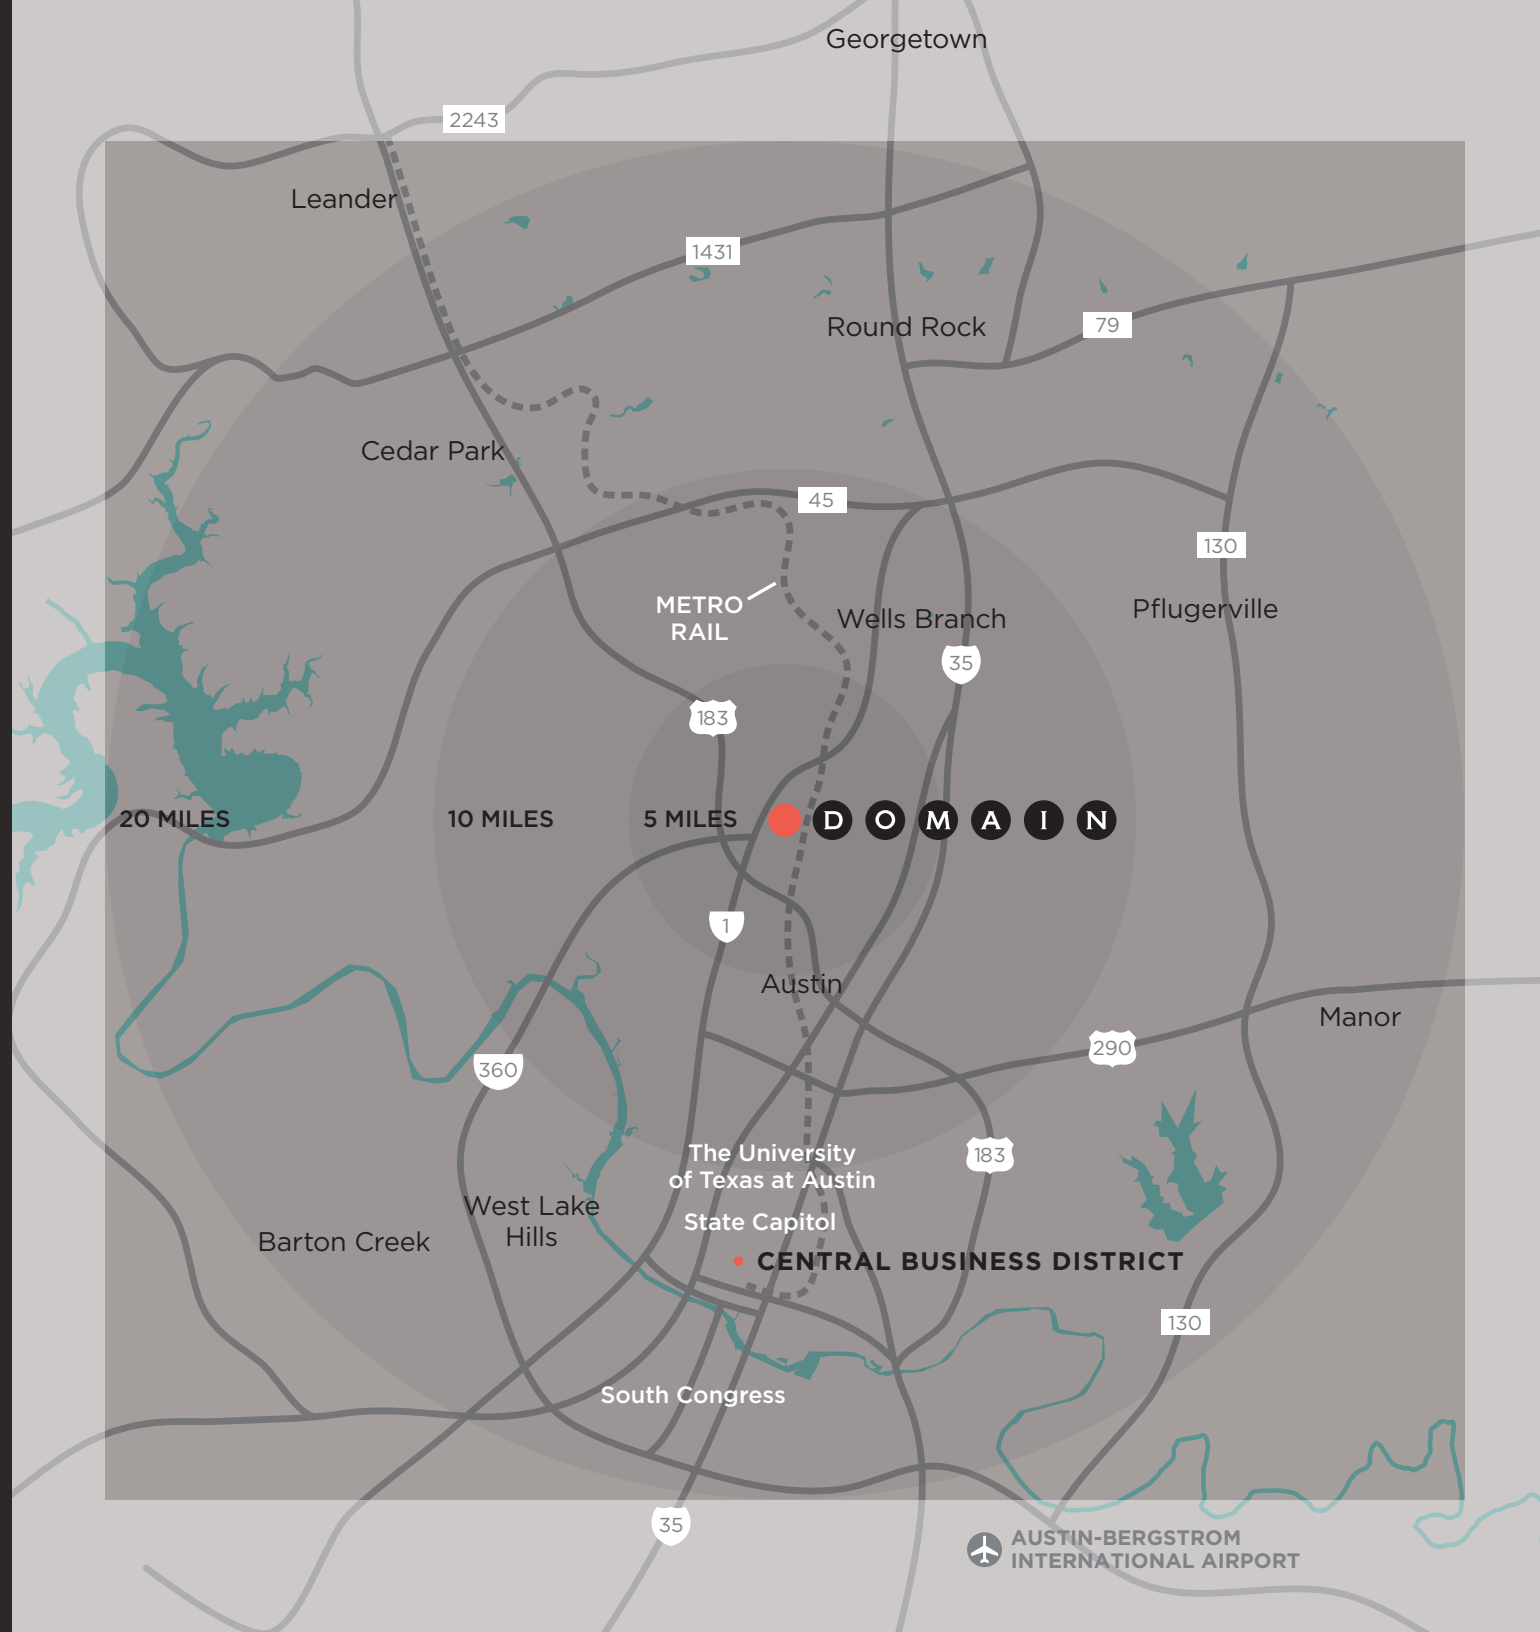 Georgetown
2243
Leander
1431
Round Rock
79
Cedar Park
45
130
METRO
RAIL
Wells Branch
Pflugerville
35
183
20 MILES
10 MILES
5 MILES
DOMAIN
1
Austin
Manor
290
360
The University
of Texas at Austin
183
West Lake
Hills
State Capitol
Barton Creek
CENTRAL BUSINESS DISTRICT
130
South Congress
35
AUSTIN-BERGSTROM
INTERNATIONAL AIRPORT